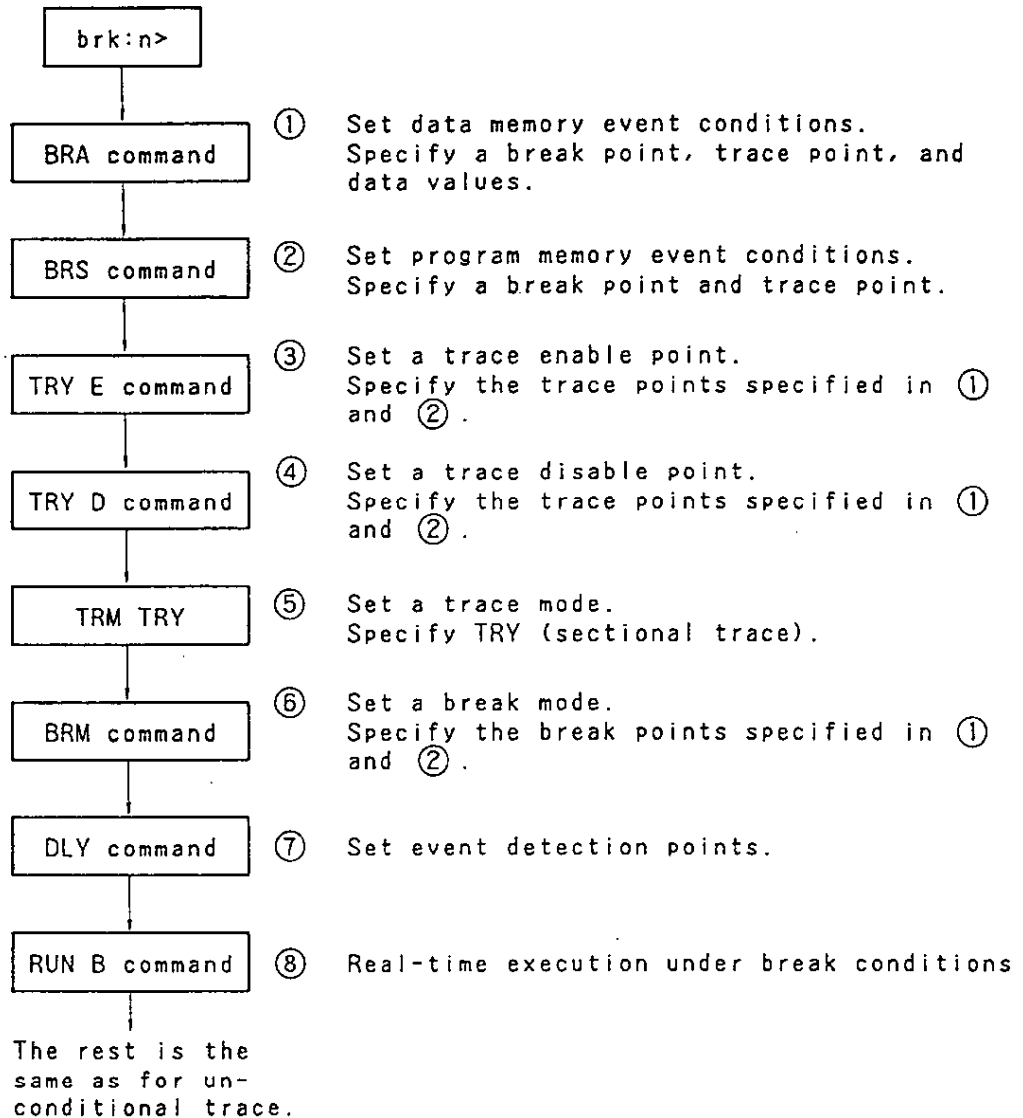 brk:n>
BRA command
① Set data memory event conditions.
Specify a break point, trace point, and
data values.
BRS command
② Set program memory event conditions.
Specify a break point and trace point.
TRY E command
③ Set a trace enable point.
Specify the trace points specified in ①
and ② .
TRY D command
④ Set a trace disable point.
Specify the trace points specified in ①
and ② .
TRM TRY
⑤ Set a trace mode.
Specify TRY (sectional trace).
BRM command
⑥ Set a break mode.
Specify the break points specified in ①
and ② .
DLY command
⑦ Set event detection points.
RUN B command
⑧ Real-time execution under break conditions
The rest is the
same as for un-
conditional trace.